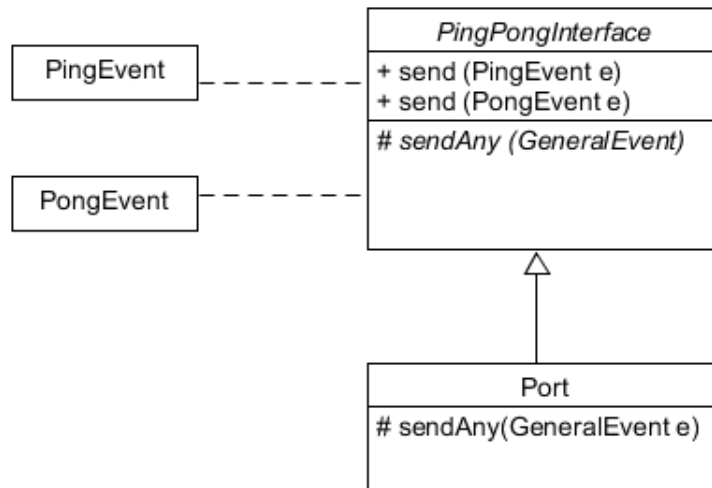 PingPongInterface
PingEvent
+ send (PingEvent e)
+ send (PongEvent e)
# sendAny (GeneralEvent)
PongEvent
Port
# sendAny(GeneralEvent e)